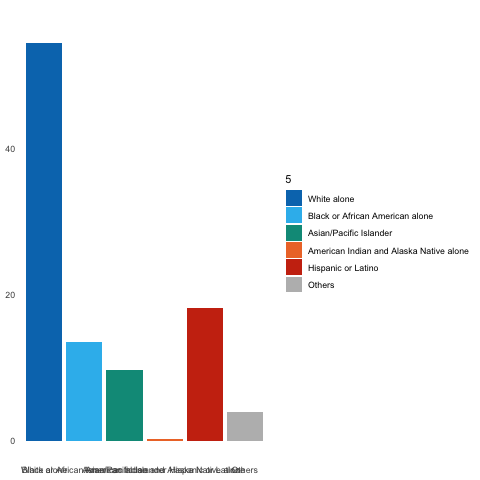 40
20
0
5
White alone
Black or African American alone
Asian/Pacific Islander
American Indian and Alaska Native alone
Hispanic or Latino
Others
Others